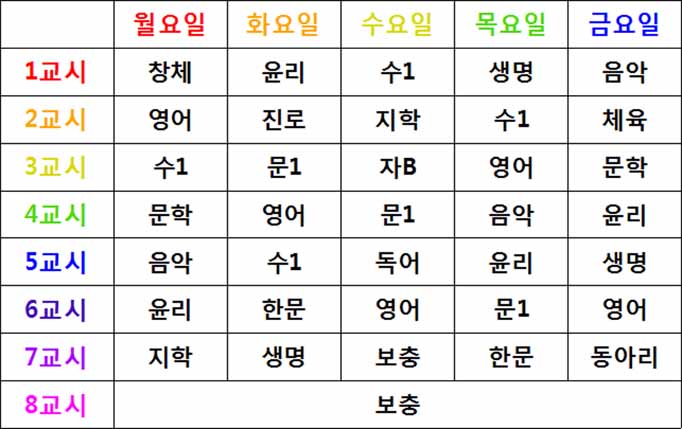 월요일 화요일 수요일 목요일 금요일
1교시 창체 윤리 수1 생명 음악
2교시 영어 진로 지학 수1 체육
3교시 수1 문1 자B 영어 문학
4교시 문학 영어 문1 음악 윤리
5교시 음악 수1 독어 윤리 생명
6교시 윤리 한문 영어 문1 영어
7교시 지학 생명 보충 한문 동아리
8교시 보충